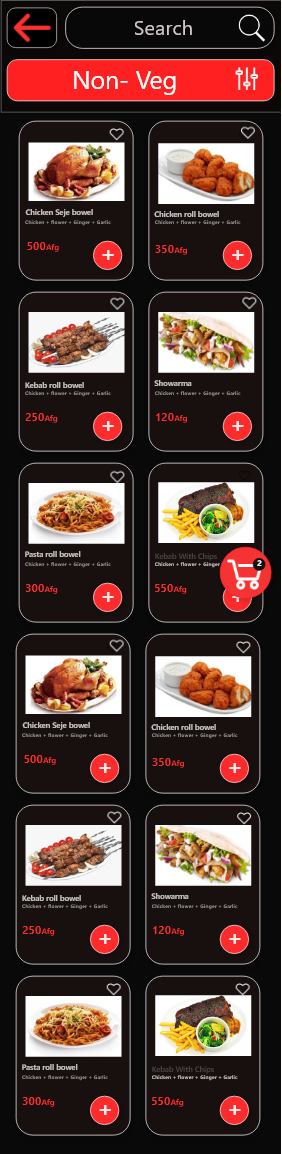 Search
Non- Veg
Chicken Seje bowel
Chicken + flower + Ginger + Garlic
500Afg
+
Chicken roll bowel
Chicken + flower + Ginger + Garlic
350Afg
+
Kebab roll bowel
Chicken + flower + Ginger + Garlic
250Afg
+
Showarma
Chicken + flower + Ginger + Garlic
120Afg
+
Pasta roll bowel
Chicken + flower + Ginger + Garlic
300Afg
+
Kebab With Chips
Chicken + flower + Ginger + Garlic
2
550Afg
+
Chicken Seje bowel
Chicken + flower + Ginger + Garlic
500Afg
+
Chicken roll bowel
Chicken + flower + Ginger + Garlic
350Afg
+
Kebab roll bowel
Chicken + flower + Ginger + Garlic
250Afg
+
Showarma
Chicken + flower + Ginger + Garlic
120Afg
+
Pasta roll bowel
Chicken + flower + Ginger + Garlic
300Afg
+
Kebab With Chips
Chicken + flower + Ginger + Garlic
550Afg
+